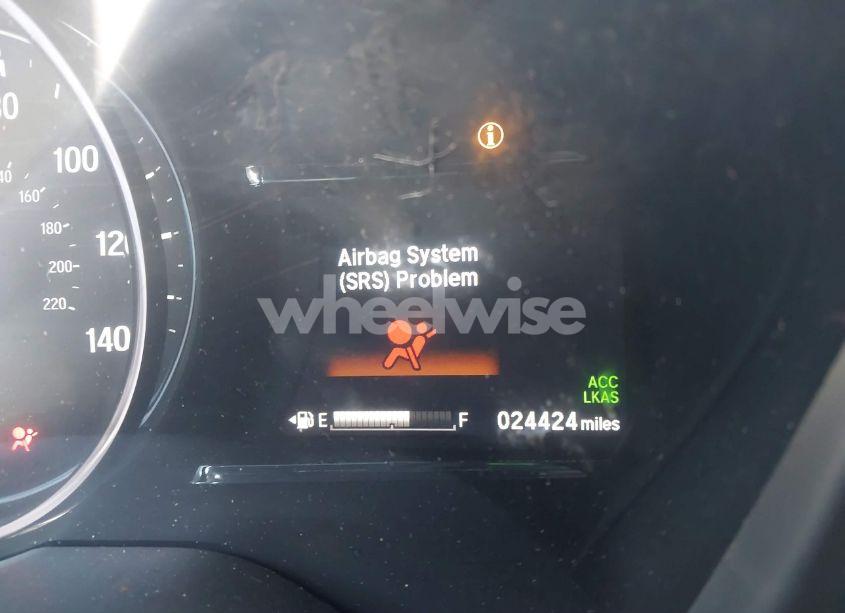 100
160
180
120
200
220
140
Airbag System
(SRS) Problem
wheelwise
ACC
LKAS
E
F
024424 miles